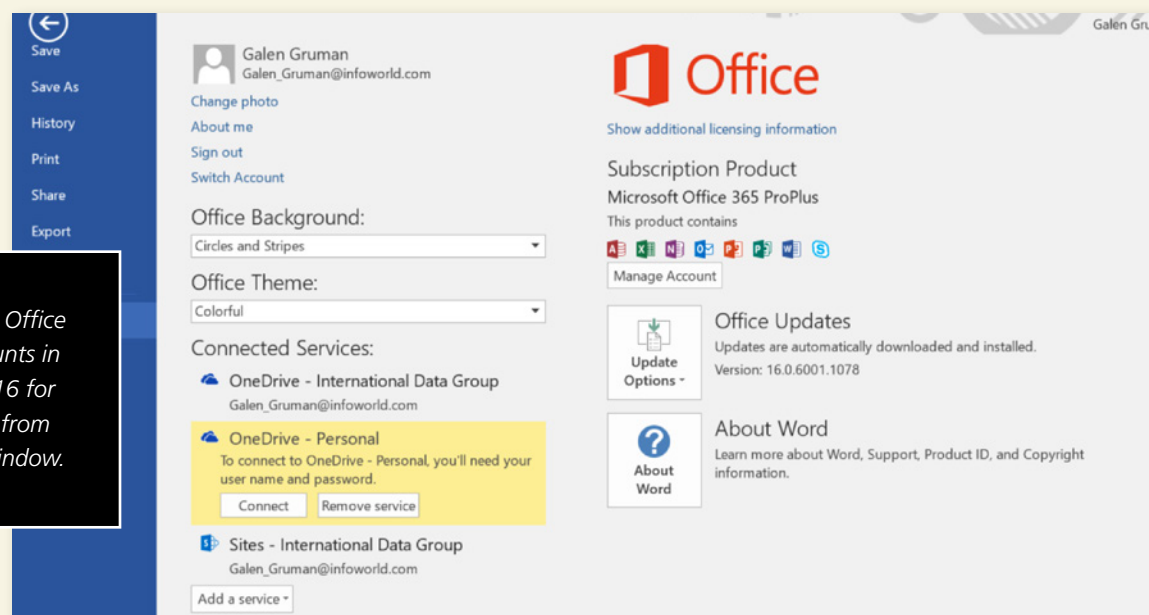 Save
Save As
History
Print
Share
Export
Office
unts in
16 for
from
indow.
Galen Gruman
Galen_Gruman@infoworld.com
Change photo
About me
Sign out
Switch Account
Office Background:
Circles and Stripes
Office Theme:
Colorful
Connected Services:
OneDrive - International Data Group
Galen_Gruman@infoworld.com
OneDrive - Personal
To connect to OneDrive - Personal, you'll need your
user name and password.
Connect Remove service
Sites - International Data Group
Galen_Gruman@infoworld.com
Add a service
Galen Gru
Office
Show additional licensing information
Subscription Product
Microsoft Office 365 ProPlus
This product contains
Manage Account
Update
Options
Office Updates
Updates are automatically downloaded and installed.
Version: 16.0.6001.1078
About
Word
About Word
Learn more about Word, Support, Product ID, and Copyright
information.